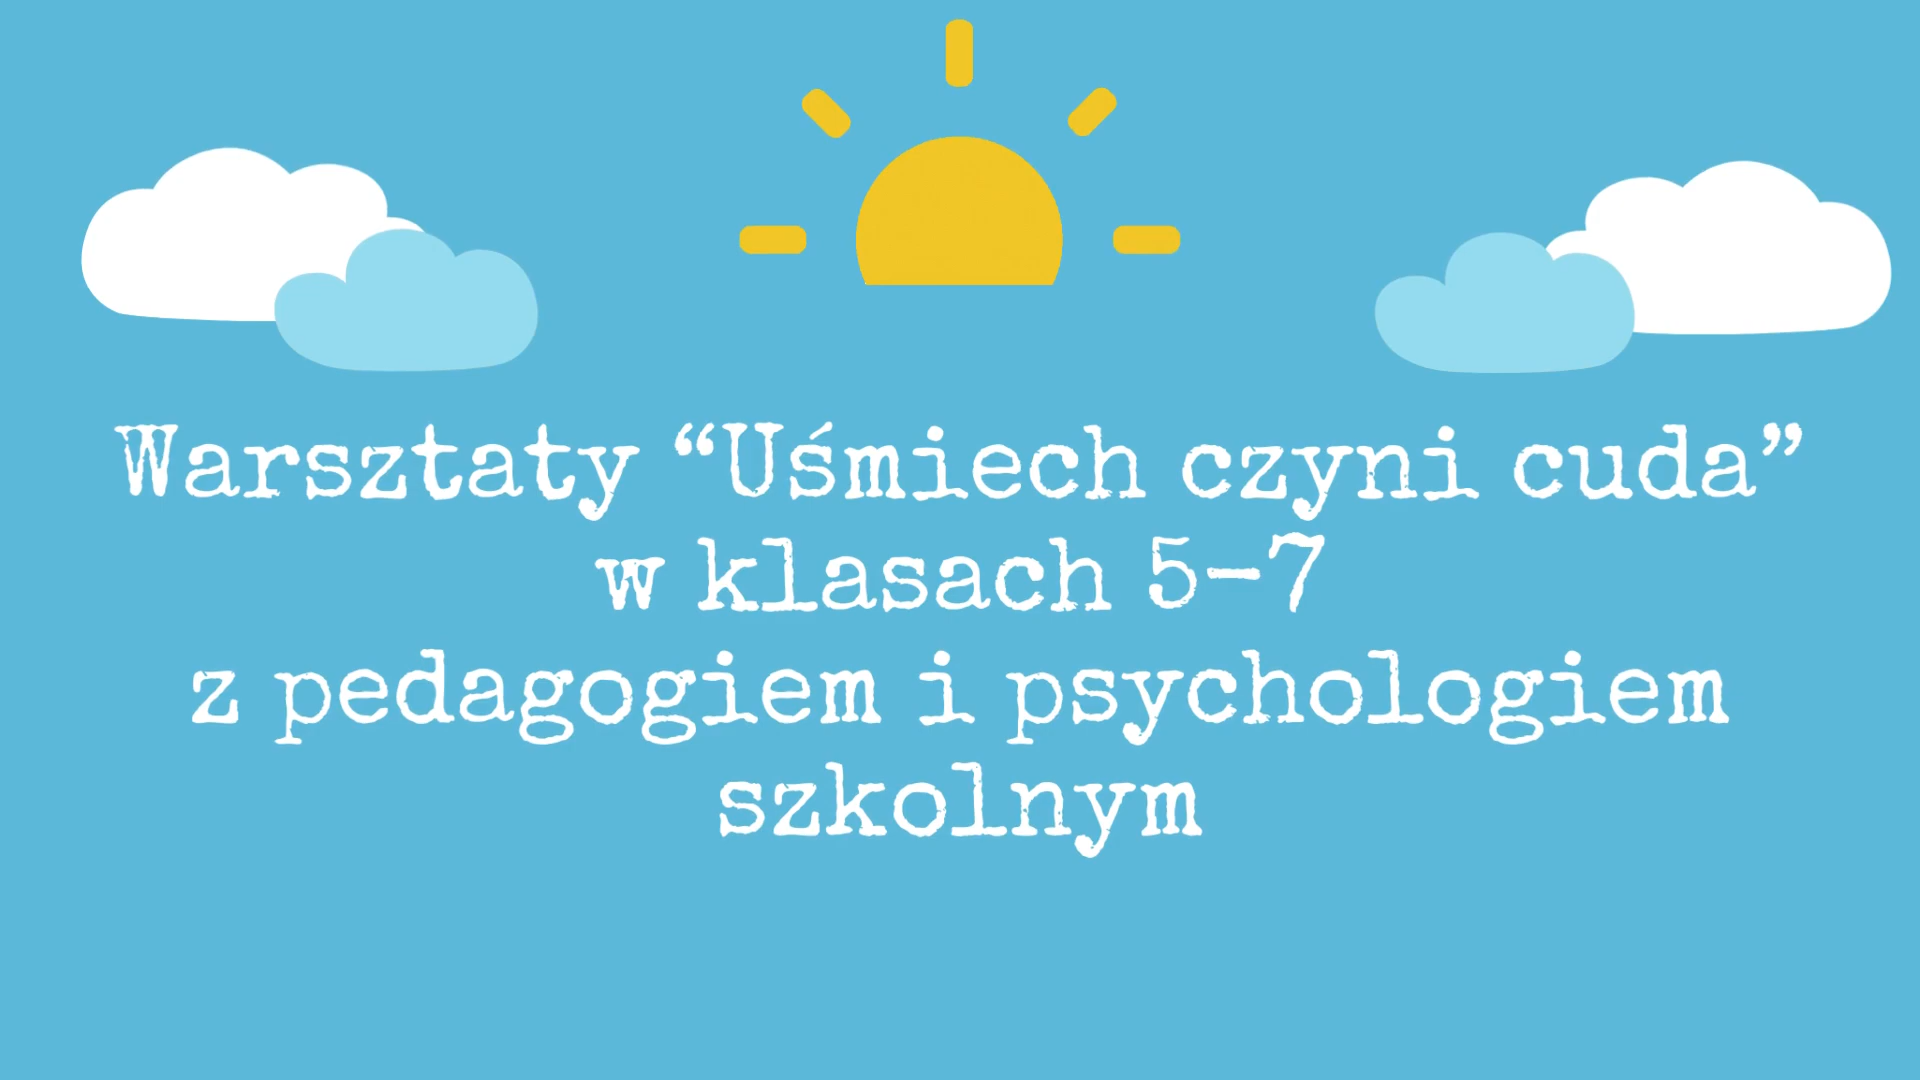 Warsztaty “Uśmiech czyni cuda”
w klasach 5-7
z pedagogiem i psychologiem
szkolnym